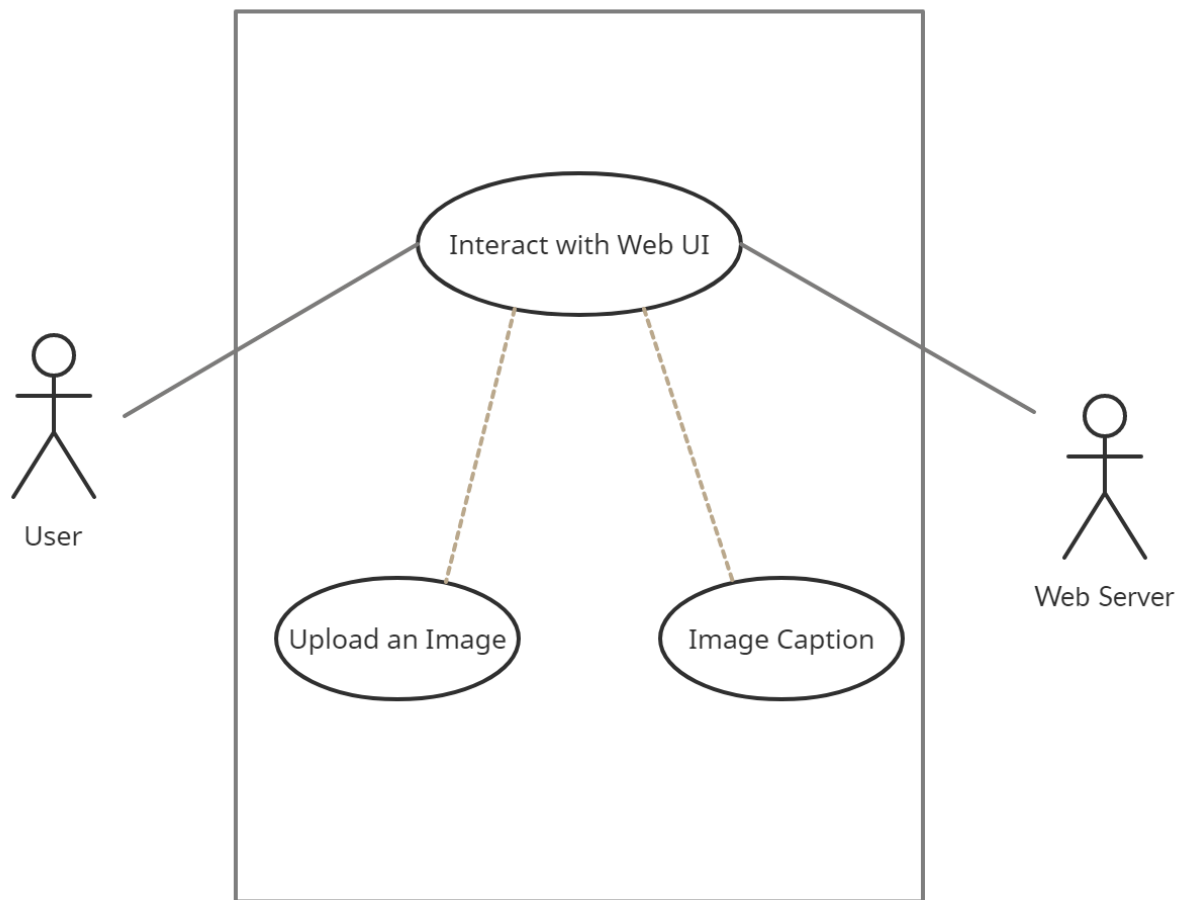 Interact with Web UI
User
Web Server
Upload an Image
Image Caption